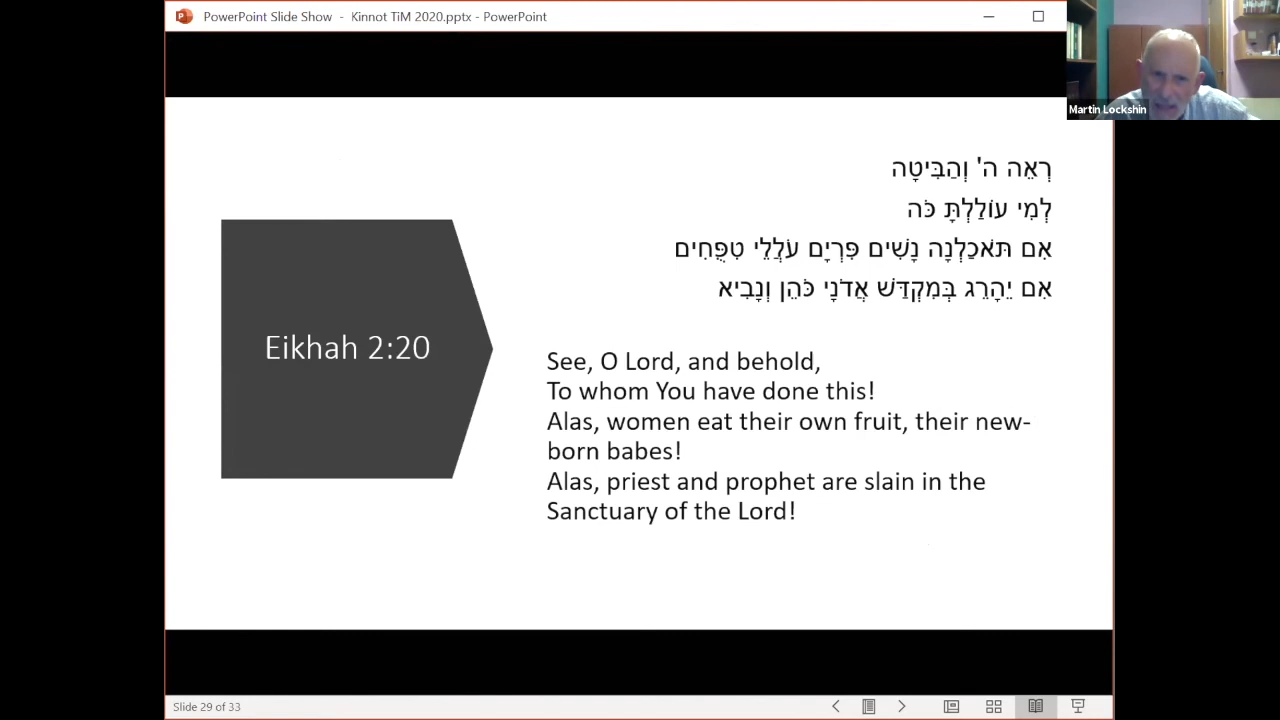 PowerPoint Slide Show - Kinnot TiM 2020.pptx - PowerPoint
Martin Lockshin
רְאֵה ה' וְהַבִּיטָה
לְמִי עוֹלַלְתָּ כֹּה
אִם תֹּאכַלְנָה נָשִׁים פִּרְיָם עֹלֲלֵי טִפֻּחִים
אִם יֵהָרֵג בְּמִקְדַּשׁ אֲדֹנָי כֹּהֵן וְנָבִיא
Eikhah 2:20
See, O Lord, and behold,
To whom You have done this!
Alas, women eat their own fruit, their new-
born babes!
Alas, priest and prophet are slain in the
Sanctuary of the Lord!
Slide 29 of 33